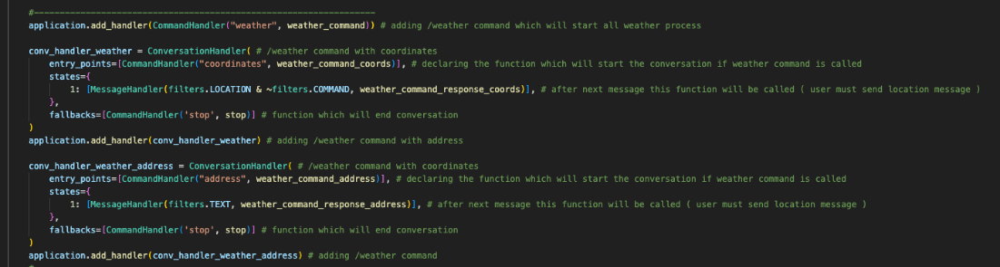 #----------------------------------------------------------------
application.add_handler(CommandHandler("weather", weather_command)) # adding /weather command which will start all weather process
conv_handler_weather = ConversationHandler( # /weather command with coordinates
    entry_points=[CommandHandler("coordinates", weather_command_coords)], # declaring the function which will start the conversation if weather command is called
    states={
        1: [MessageHandler(filters.LOCATION & ~filters.COMMAND, weather_command_response_coords)], # after next message this function will be called ( user must send location message )
    },
    fallbacks=[CommandHandler('stop', stop)] # function which will end conversation
)
application.add_handler(conv_handler_weather) # adding /weather command with address
conv_handler_weather_address = ConversationHandler( # /weather command with coordinates
    entry_points=[CommandHandler("address", weather_command_address)], # declaring the function which will start the conversation if weather command is called
    states={
        1: [MessageHandler(filters.TEXT, weather_command_response_address)], # after next message this function will be called ( user must send location message )
    },
    fallbacks=[CommandHandler('stop', stop)] # function which will end conversation
)
application.add_handler(conv_handler_weather_address) # adding /weather command